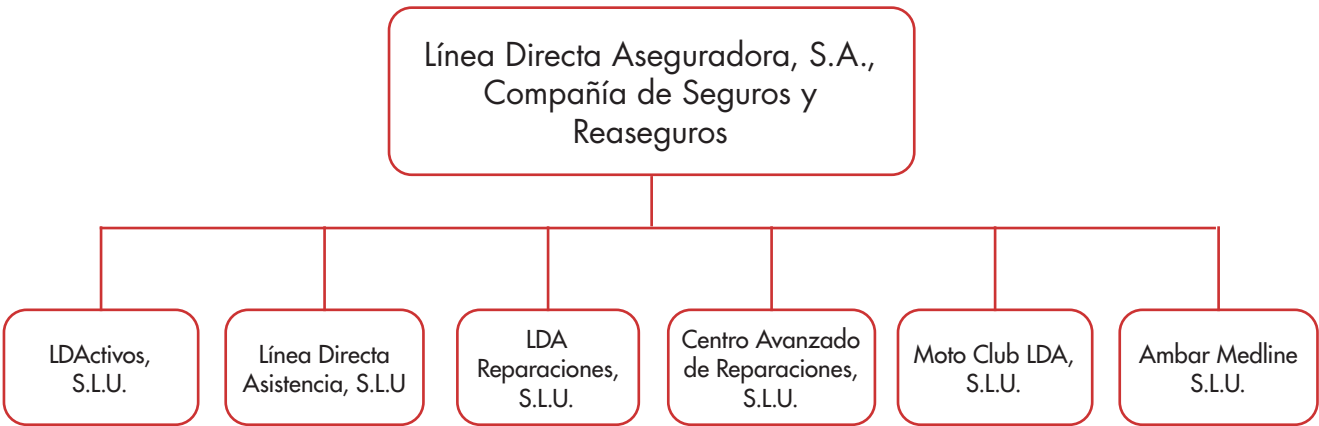 Línea Directa Aseguradora, S.A.,
Compañía de Seguros y
Reaseguros
LDActivos,
S.L.U.
Línea Directa
Asistencia, S.L.U
LDA
Reparaciones,
S.L.U.
Centro Avanzado
de Reparaciones,
S.L.U.
Moto Club LDA,
S.L.U.
Ambar Medline
S.L.U.